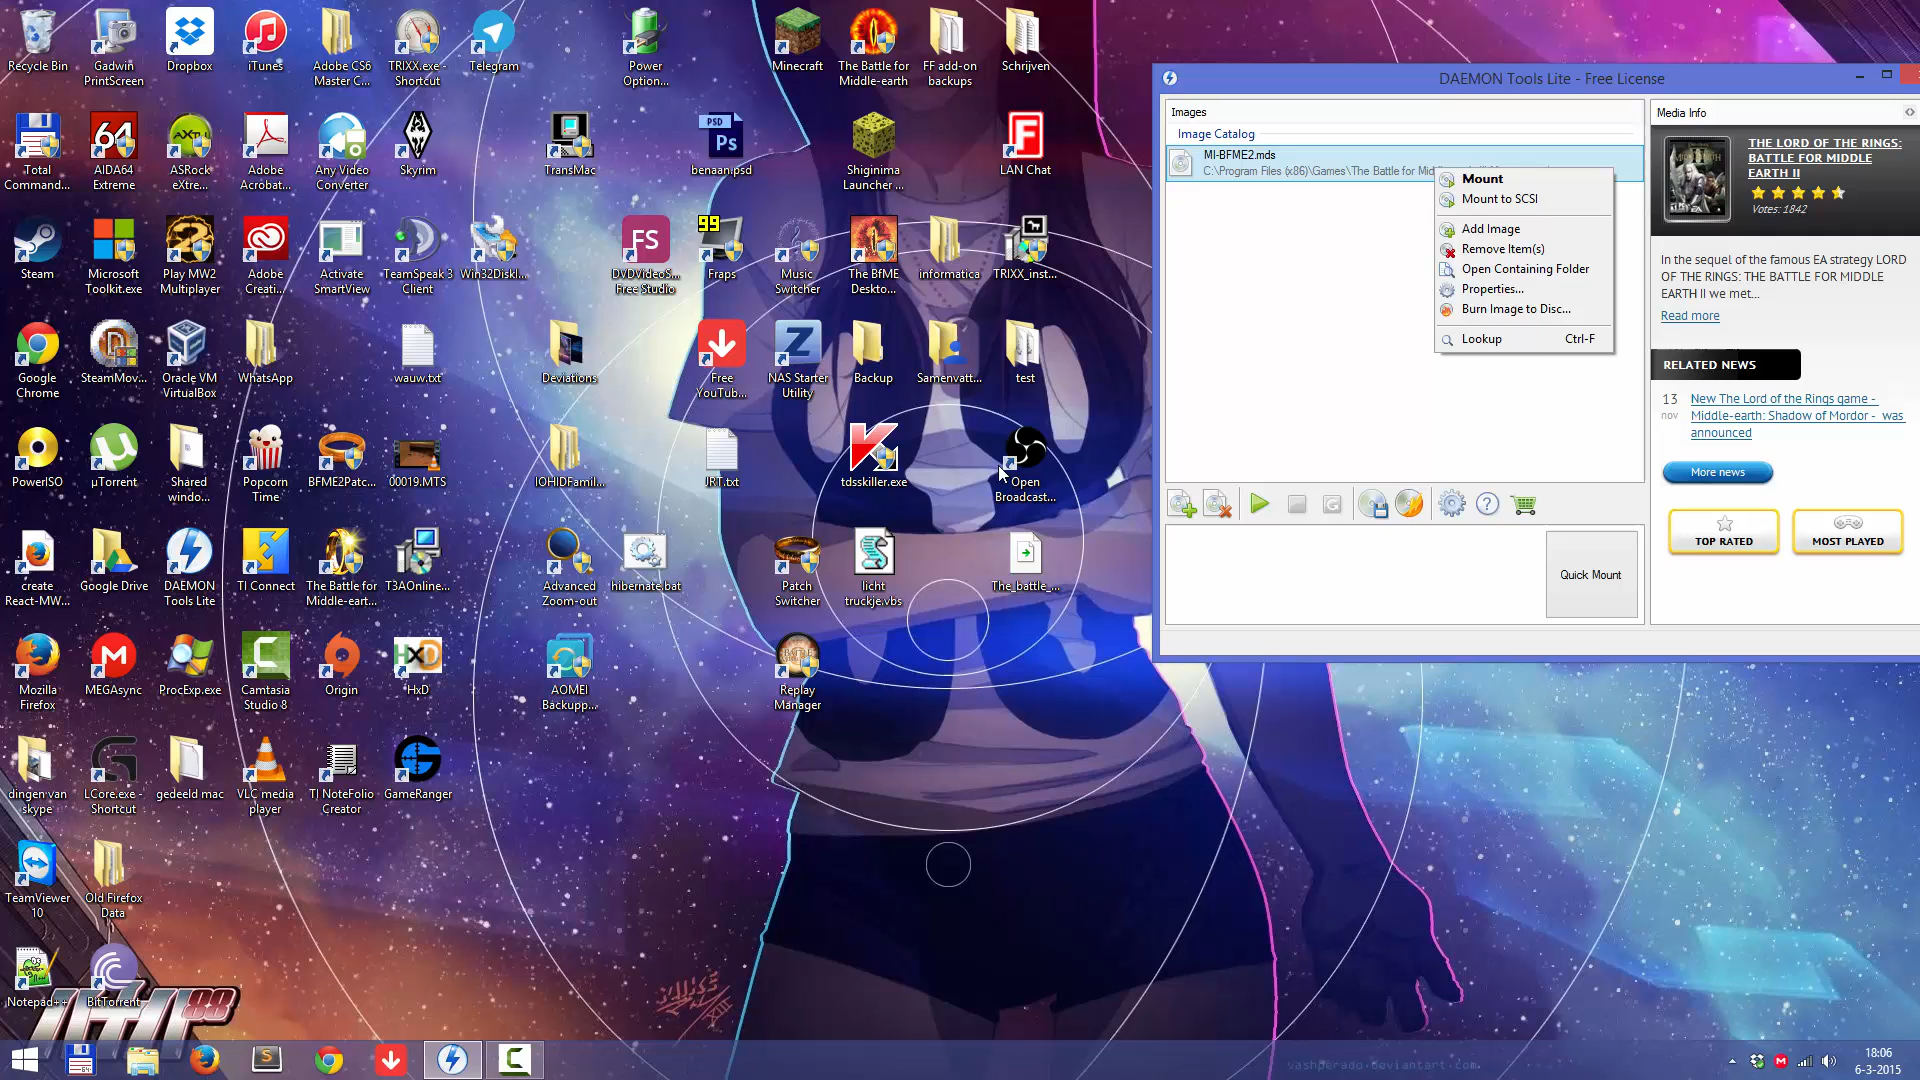 Recycle Bin
Gadwin
PrintScreen
Dropbox
iTunes
Adobe CS6
Master C...
TRIXX.exe -
Shortcut
Telegram
Power
Option...
Minecraft
The Battle for
Middle-earth
FF add-on
backups
Schrijven
Total
Command...
64
AIDA64
Extreme
AXTU
ASRock
eXtre...
Adobe
Acrobat...
Any Video
Converter
Skyrim
TransMac
PSD
Ps
benaan.psd
Shiginima
Launcher ...
LAN Chat
Steam
Microsoft
Toolkit.exe
Play MW2
Multiplayer
Adobe
Creati...
Activate
SmartView
TeamSpeak 3
Client
Win32DiskI...
FS
DVDVideoS...
Free Studio
99
Fraps
Music
Switcher
The BfME
Deskto...
informatica
TRIXX_inst...
Google
Chrome
SteamMov...
Oracle VM
VirtualBox
WhatsApp
wauw.txt
Deviations
Free
YouTub...
NAS Starter
Utility
Backup
Samenvatt...
test
PowerISO
µTorrent
Shared
windo...
Popcorn
Time
BFME2Patc...
00019.MTS
IOHIDFamil...
JRT.txt
tdsskiller.exe
Open
Broadcast...
create
React-MW...
Google Drive
DAEMON
Tools Lite
TI Connect
The Battle for
Middle-eart...
T3AOnline...
Advanced
Zoom-out
hibernate.bat
Patch
Switcher
licht
truckje.vbs
The_battle_...
Mozilla
Firefox
MEGAsync
ProcExp.exe
Camtasia
Studio 8
Origin
HxD
HxD
AOMEI
Backupp...
Replay
Manager
dingen van
skype
LCore.exe -
Shortcut
gedeeld mac
VLC media
player
TI NoteFolio
Creator
GameRanger
TeamViewer
10
Old Firefox
Data
Notepad++
BitTorrent
88
DAEMON Tools Lite - Free License
Images
Image Catalog
MI-BFME2.mds
C:\Program Files (x86)\Games\The Battle for Mid
Mount
Mount to SCSI
Add Image
Remove Item(s)
Open Containing Folder
Properties...
Burn Image to Disc...
Lookup Ctrl-F
Quick Mount
Media Info
THE LORD OF THE RINGS:
BATTLE FOR MIDDLE
EARTH II
Votes: 1842
In the sequel of the famous EA strategy LORD
OF THE RINGS: THE BATTLE FOR MIDDLE
EARTH II we met...
Read more
RELATED NEWS
13
nov
New The Lord of the Rings game -
Middle-earth: Shadow of Mordor - was
announced
More news
TOP RATED
MOST PLAYED
vashperado.deviantart.com
18:06
6-3-2015